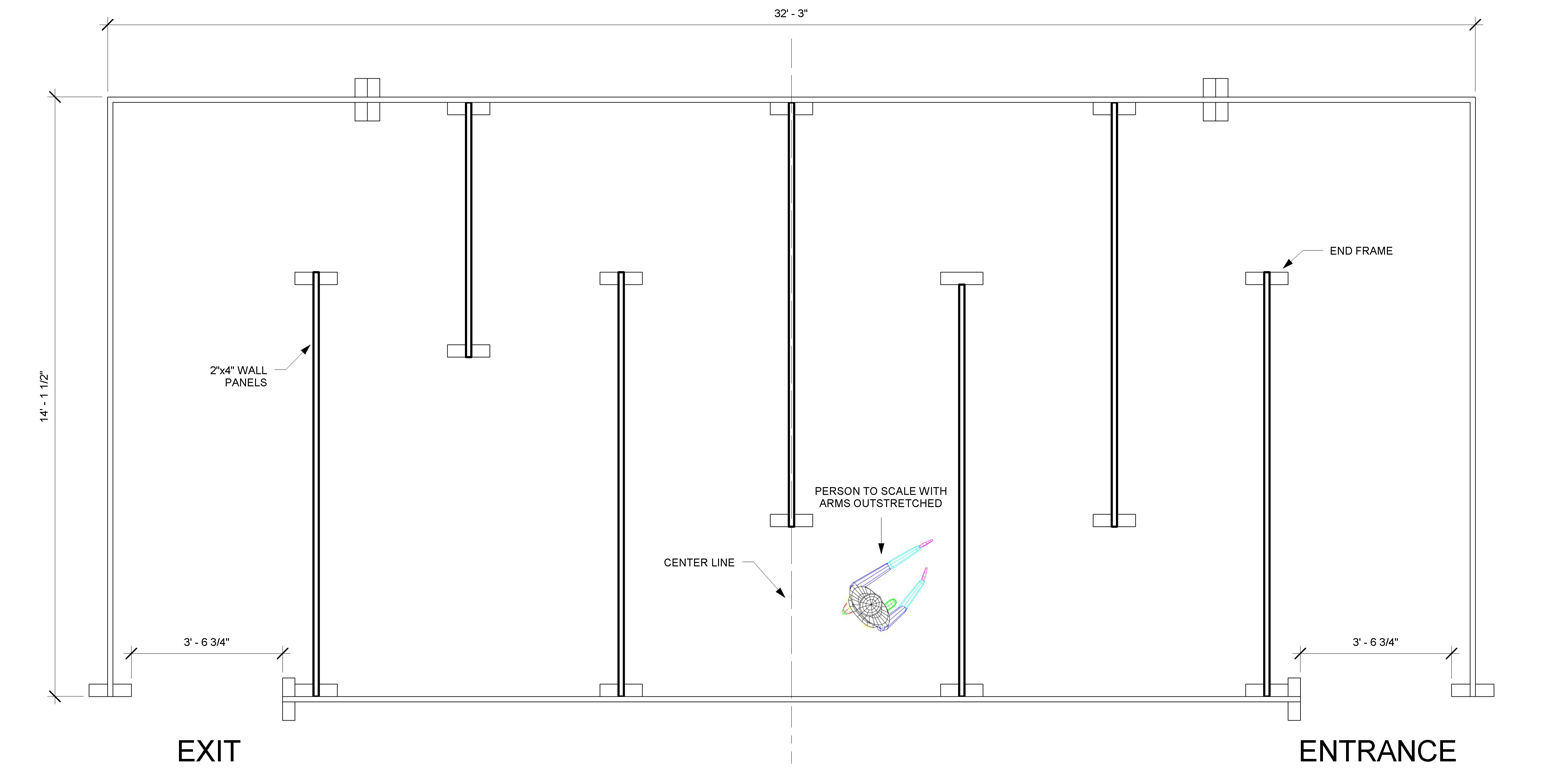 32' - 3"
END FRAME
2"x4" WALL
PANELS
14' - 1 1/2"
PERSON TO SCALE WITH
ARMS OUTSTRETCHED
CENTER LINE
3' - 6 3/4"
3' - 6 3/4"
EXIT
ENTRANCE